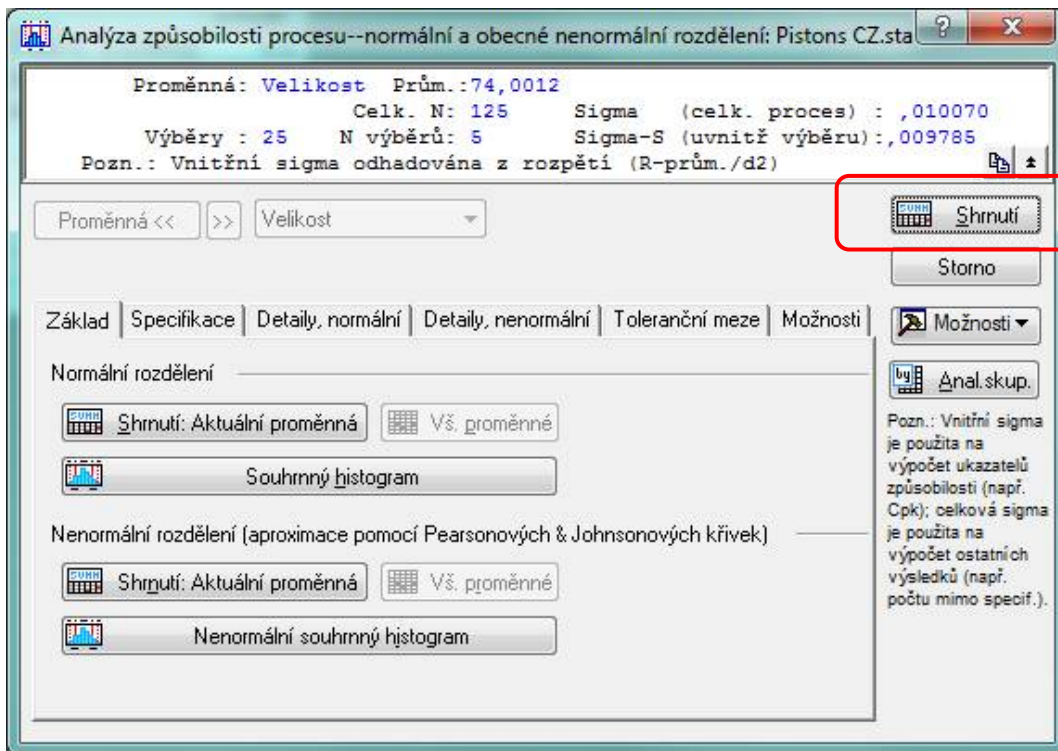 Analýza způsobilosti procesu--normální a obecné nenormální rozdělení: Pistons CZ.sta
Proměnná: Velikost Prům.:74,0012
Celk. N: 125 Sigma (celk. proces) : ,010070
Výběry : 25 N výběrů: 5 Sigma-S (uvnitř výběru):,009785
Pozn.: Vnitřní sigma odhadována z rozpětí (R-prům./d2)
Proměnná << >> Velikost
Shrnutí
Storno
Základ Specifikace Detaily, normální Detaily, nenormální Toleranční meze Možnosti
Možnosti
Anal.skup.
Pozn.: Vnitřní sigma
je použita na
výpočet ukazatelů
způsobilosti (např.
Cpk); celková sigma
je použita na
výpočet ostatních
výsledků (např.
počtu mimo specif.).
Normální rozdělení
Shrnutí: Aktuální proměnná Vš. proměnné
Souhrnný histogram
Nenormální rozdělení (aproximace pomocí Pearsonových & Johnsonových křivek)
Shrnutí: Aktuální proměnná Vš. proměnné
Nenormální souhrnný histogram